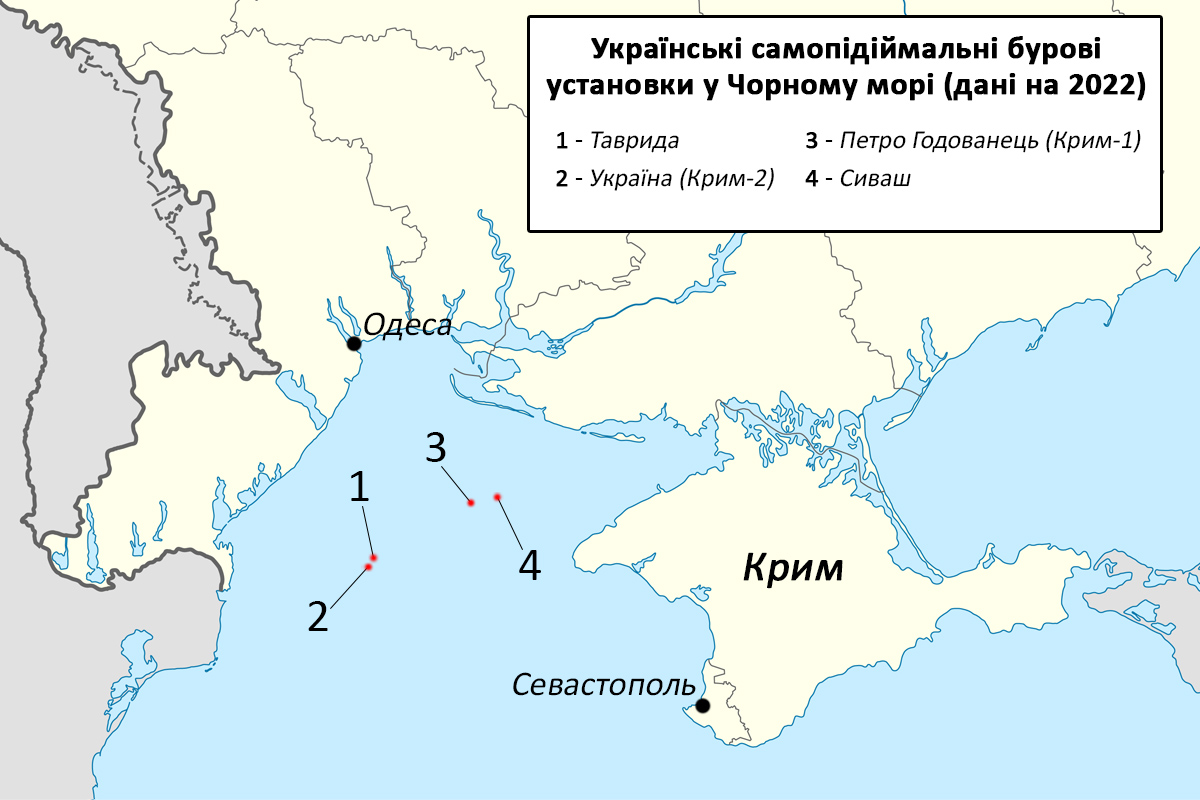 Українські самопідіймальні бурові
установки у Чорному морі (дані на 2022)
1 - Таврида
3 - Петро Годованець (Крим-1)
2 - Україна (Крим-2)
4 - Сиваш
Одеса
3
1
4
Крим
2
Севастополь